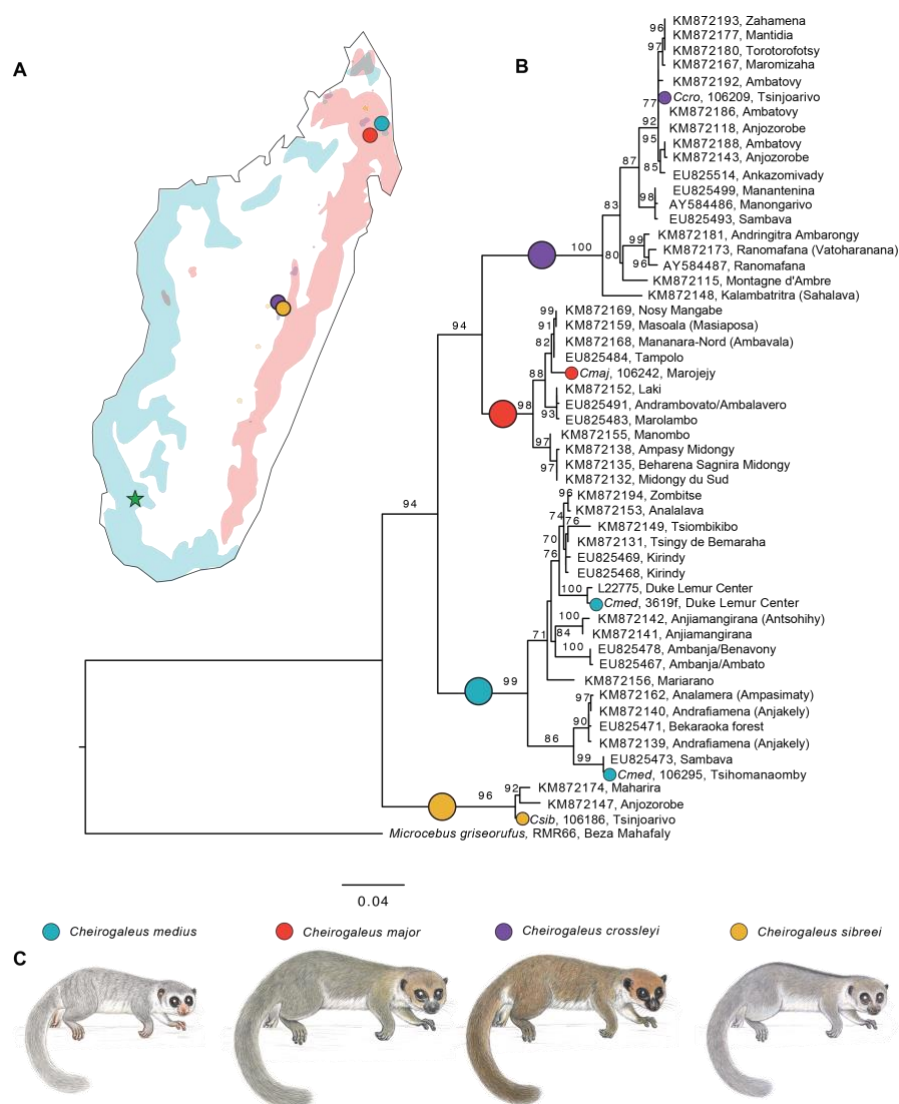 A
B
96
KM872193, Zahamena
KM872177, Mantidia
97
KM872180, Torotorofotsy
KM872167, Maromizaha
KM872192, Ambatovy
Ccro, 106209, Tsinjoarivo
77
KM872186, Ambatovy
92
KM872118, Anjozorobe
95
KM872188, Ambatovy
KM872143, Anjozorobe
85
EU825514, Ankazomivady
87
EU825499, Manantenina
98
AY584486, Manongarivo
EU825493, Sambava
83
KM872181, Andringitra Ambarongy
99
KM872173, Ranomafana (Vatoharanana)
100
80
96
AY584487, Ranomafana
KM872115, Montagne d'Ambre
KM872148, Kalambatritra (Sahalava)
99
KM872169, Nosy Mangabe
91
KM872159, Masoala (Masiaposa)
94
82
KM872168, Mananara-Nord (Ambavala)
EU825484, Tampolo
88
Cmaj, 106242, Marojejy
KM872152, Laki
98
EU825491, Andrambovato/Ambalavero
93
EU825483, Marolambo
KM872155, Manombo
97
KM872138, Ampasy Midongy
97
KM872135, Beharena Sagnira Midongy
KM872132, Midongy du Sud
96
KM872194, Zombitse
94
KM872153, Analalava
74
76
KM872149, Tsiombikibo
70
KM872131, Tsingy de Bemaraha
76
EU825469, Kirindy
EU825468, Kirindy
100
L22775, Duke Lemur Center
Cmed, 3619f, Duke Lemur Center
100
KM872142, Anjiamangirana (Antsohihy)
71
84
KM872141, Anjiamangirana
100
EU825478, Ambanja/Benavony
EU825467, Ambanja/Ambato
99
KM872156, Mariarano
97
KM872162, Analamera (Ampasimaty)
KM872140, Andrafiamena (Anjakely)
90
EU825471, Bekaraoka forest
86
KM872139, Andrafiamena (Anjakely)
99
EU825473, Sambava
Cmed, 106295, Tsihomanaomby
92
KM872174, Maharira
96
KM872147, Anjozorobe
Csib, 106186, Tsinjoarivo
Microcebus griseorufus, RMR66, Beza Mahafaly
0.04
Cheirogaleus medius
Cheirogaleus major
Cheirogaleus crossleyi
Cheirogaleus sibreei
C